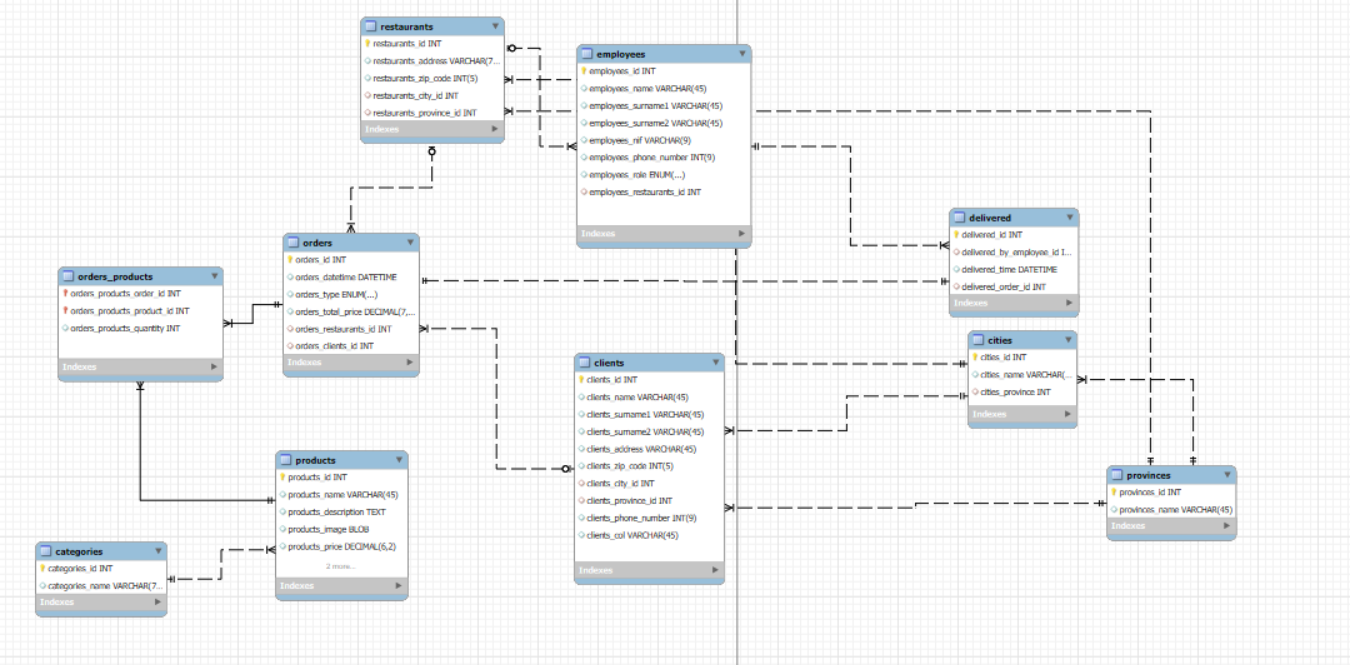 restaurants
restaurants_id INT
restaurants_address VARCHAR(7...
restaurants_zip_code INT(5)
restaurants_city_id INT
restaurants_province_id INT
Indexes
employees
employees_id INT
employees_name VARCHAR(45)
employees_surname1 VARCHAR(45)
employees_surname2 VARCHAR(45)
employees_nif VARCHAR(9)
employees_phone_number INT(9)
employees_role ENUM(...)
employees_restaurants_id INT
Indexes
delivered
delivered_id INT
delivered_by_employee_id I...
delivered_time DATETIME
delivered_order_id INT
Indexes
orders
orders_id INT
orders_datetime DATETIME
orders_type ENUM(...)
orders_total_price DECIMAL(7,...
orders_restaurants_id INT
orders_clients_id INT
Indexes
orders_products
orders_products_order_id INT
orders_products_product_id INT
orders_products_quantity INT
Indexes
cities
cities_id INT
cities_name VARCHAR(...
cities_province INT
Indexes
clients
clients_id INT
clients_name VARCHAR(45)
clients_surname1 VARCHAR(45)
clients_surname2 VARCHAR(45)
clients_address VARCHAR(45)
clients_zip_code INT(5)
clients_city_id INT
clients_province_id INT
clients_phone_number INT(9)
clients_col VARCHAR(45)
Indexes
products
products_id INT
products_name VARCHAR(45)
products_description TEXT
products_image BLOB
products_price DECIMAL(6,2)
2 more...
Indexes
provinces
provinces_id INT
provinces_name VARCHAR(45)
Indexes
categories
categories_id INT
categories_name VARCHAR(7...
Indexes